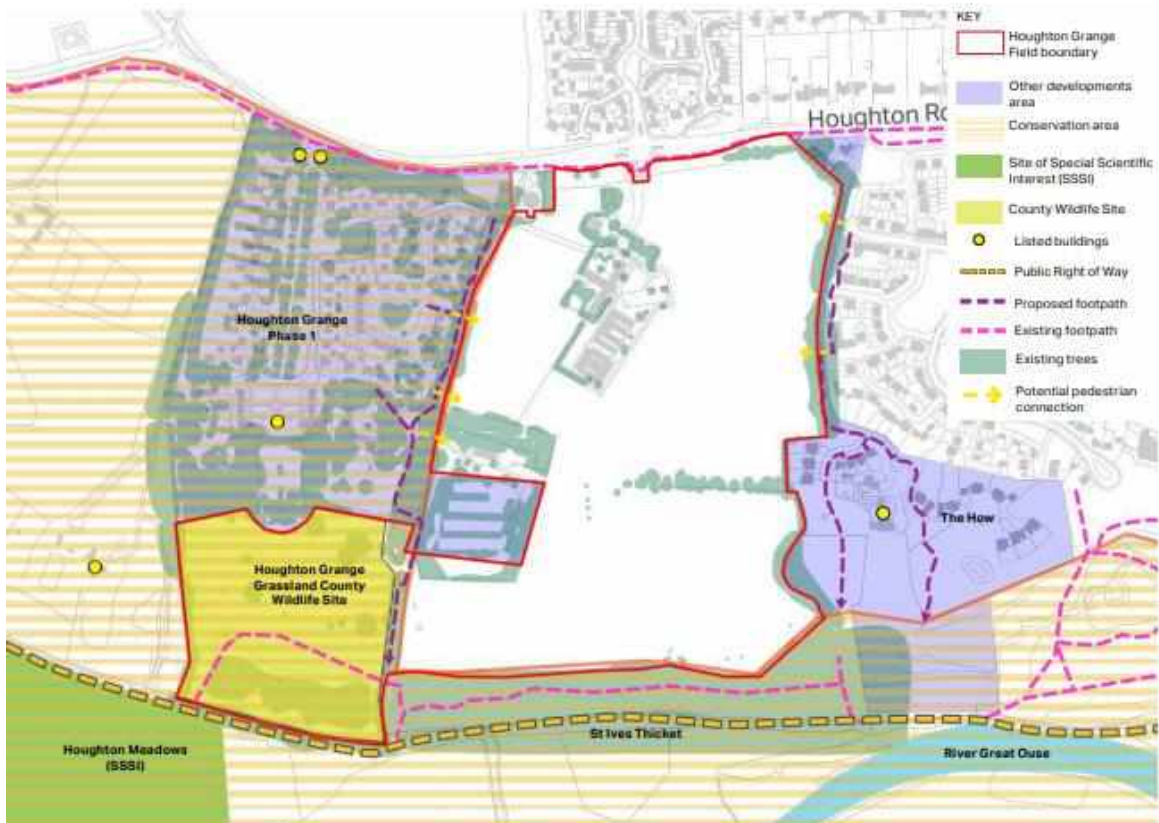 KEY
Houghton Grange
Field boundary
Other developments
area
Conservation area
Site of Special Scientific
Interest (SSSI)
County Wildlife Site
Listed buildings
Public Right of Way
Proposed footpath
Existing footpath
Existing trees
Potential pedestrian
connection
Houghton Ro
Houghton Grange
Phase 1
The How
Houghton Grange
Grassland County
Wildlife Site
St Ives Thicket
Houghton Meadows
(SSSI)
River Great Ouse